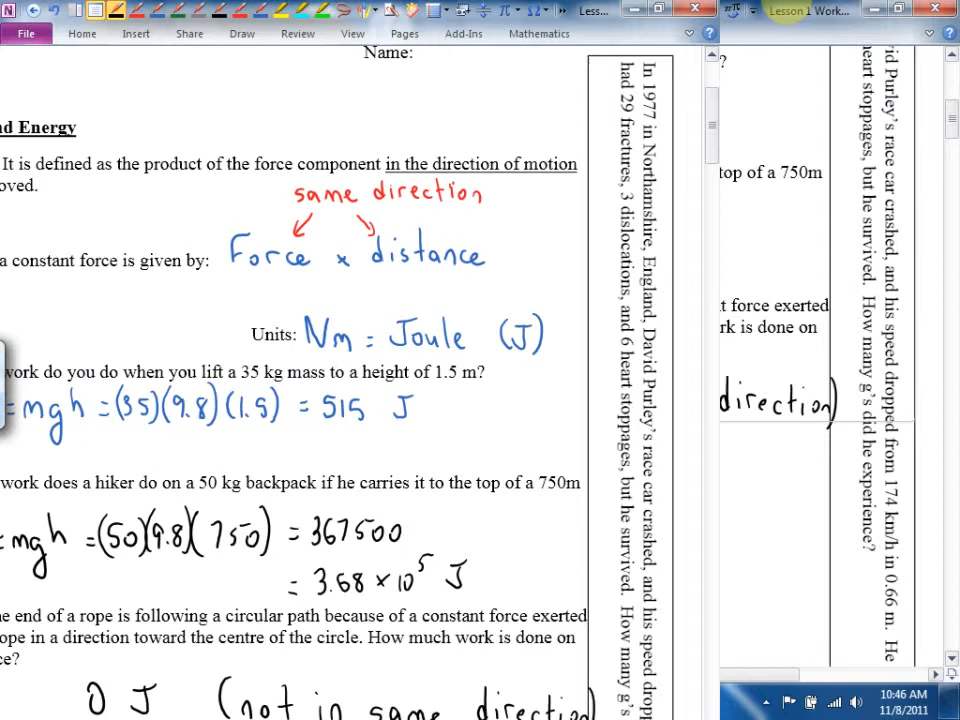 Less...
Lesson 1 Work...
File Home Insert Share Draw Review View Pages Add-Ins Mathematics
Name:
nd Energy
It is defined as the product of the force component in the direction of motion
oved.
same direction
a constant force is given by: Force x distance
Units: Nm = Joule (J)
work do you do when you lift a 35 kg mass to a height of 1.5 m?
= mgh = (35)(9.8)(1.5) = 515 J
work does a hiker do on a 50 kg backpack if he carries it to the top of a 750m
= mgh = (50)(9.8)(750) = 367500
= 3.68 × 10⁵ J
ne end of a rope is following a circular path because of a constant force exerted
ope in a direction toward the centre of the circle. How much work is done on
ce?
0 J (not in same direction)
In 1977 in Northamshire, England, David Purley's race car crashed, and his speed drop
had 29 fractures, 3 dislocations, and 6 heart stoppages, but he survived. How many g's
?
top of a 750m
t force exerted
rk is done on
direction)
id Purley's race car crashed, and his speed dropped from 174 km/h in 0.66 m. He
heart stoppages, but he survived. How many g's did he experience?
10:46 AM
11/8/2011